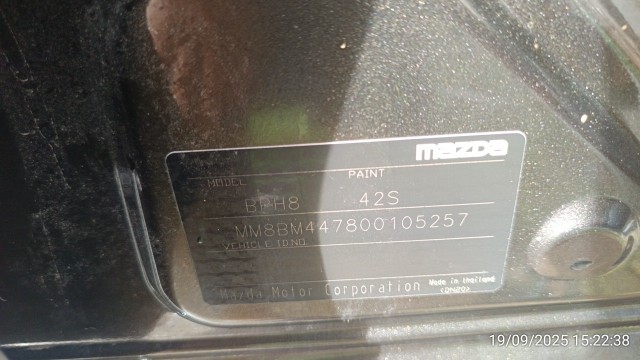 mazda
MODEL PAINT
BPH8 42S
MM8BM447800105257
VEHICLE ID.NO.
Mazda Motor Corporation Made in thailand
(DN29)
19/09/2025 15:22:38